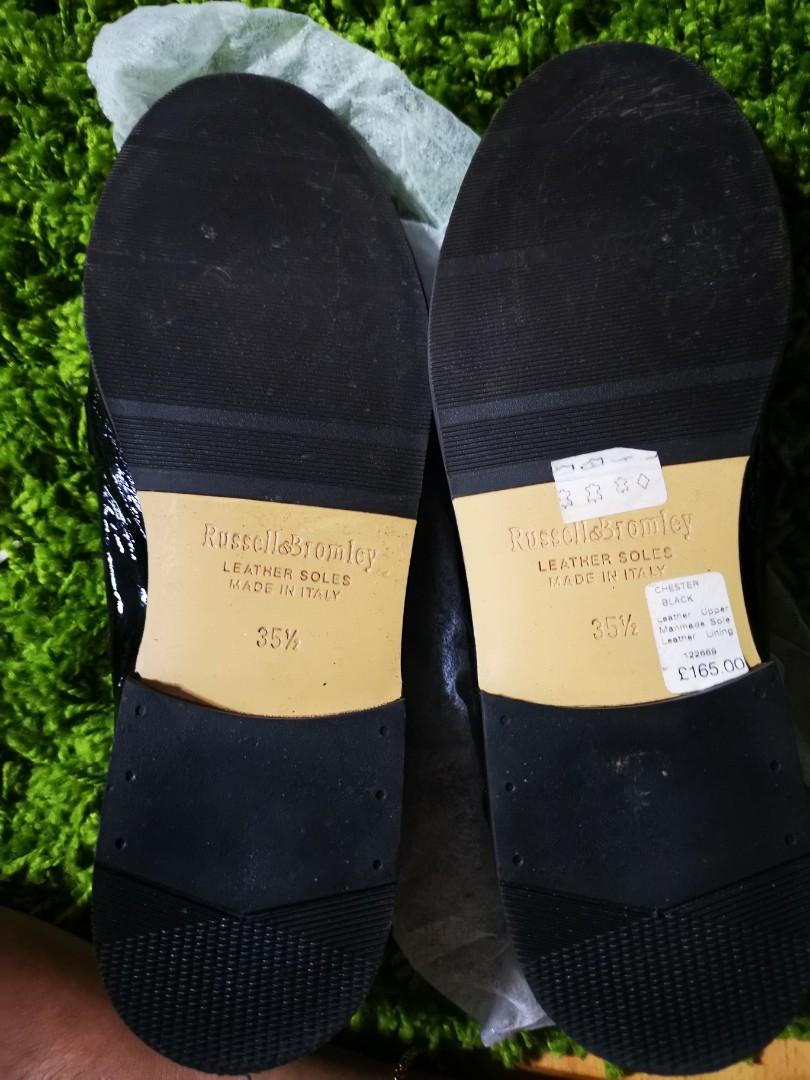 Russell&Bromley
LEATHER SOLES
MADE IN ITALY
35½
Russell&Bromley
LEATHER SOLES
MADE IN ITALY
35½
CHESTER
BLACK
Leather Upper
Manmade Sole
Leather Lining
122669
£165.00